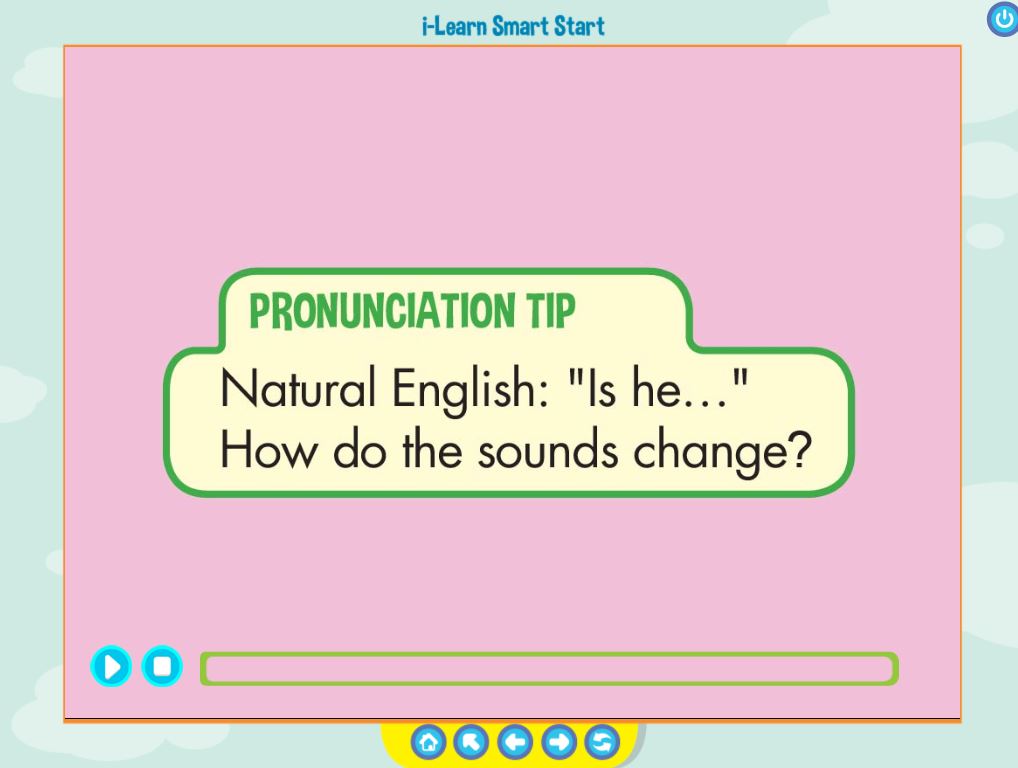 i-Learn Smart Start
PRONUNCIATION TIP
Natural English: "Is he..."
How do the sounds change?